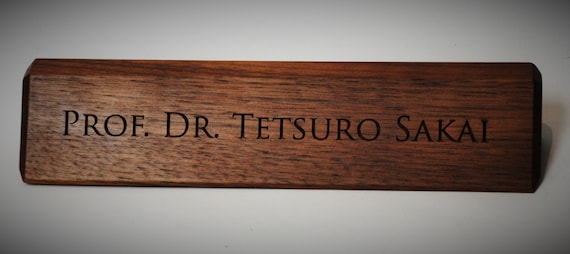 Prof. Dr. Tetsuro Sakai